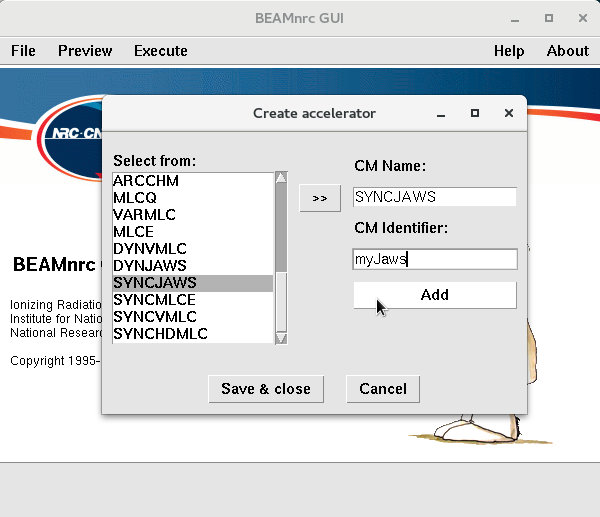 BEAMnrc GUI
File Preview Execute Help About
NRC-CN
Create accelerator
Select from:
ARCCHM
MLCQ
VARMLC
MLCE
DYNVMLC
DYNJAWS
SYNCJAWS
SYNCMLCE
SYNCVMLC
SYNCHDMLC
>>
CM Name:
SYNCJAWS
CM Identifier:
myJaws
Add
Save & close Cancel
BEAMnrc
Ionizing Radiatio
Institute for Natio
National Researc
Copyright 1995-